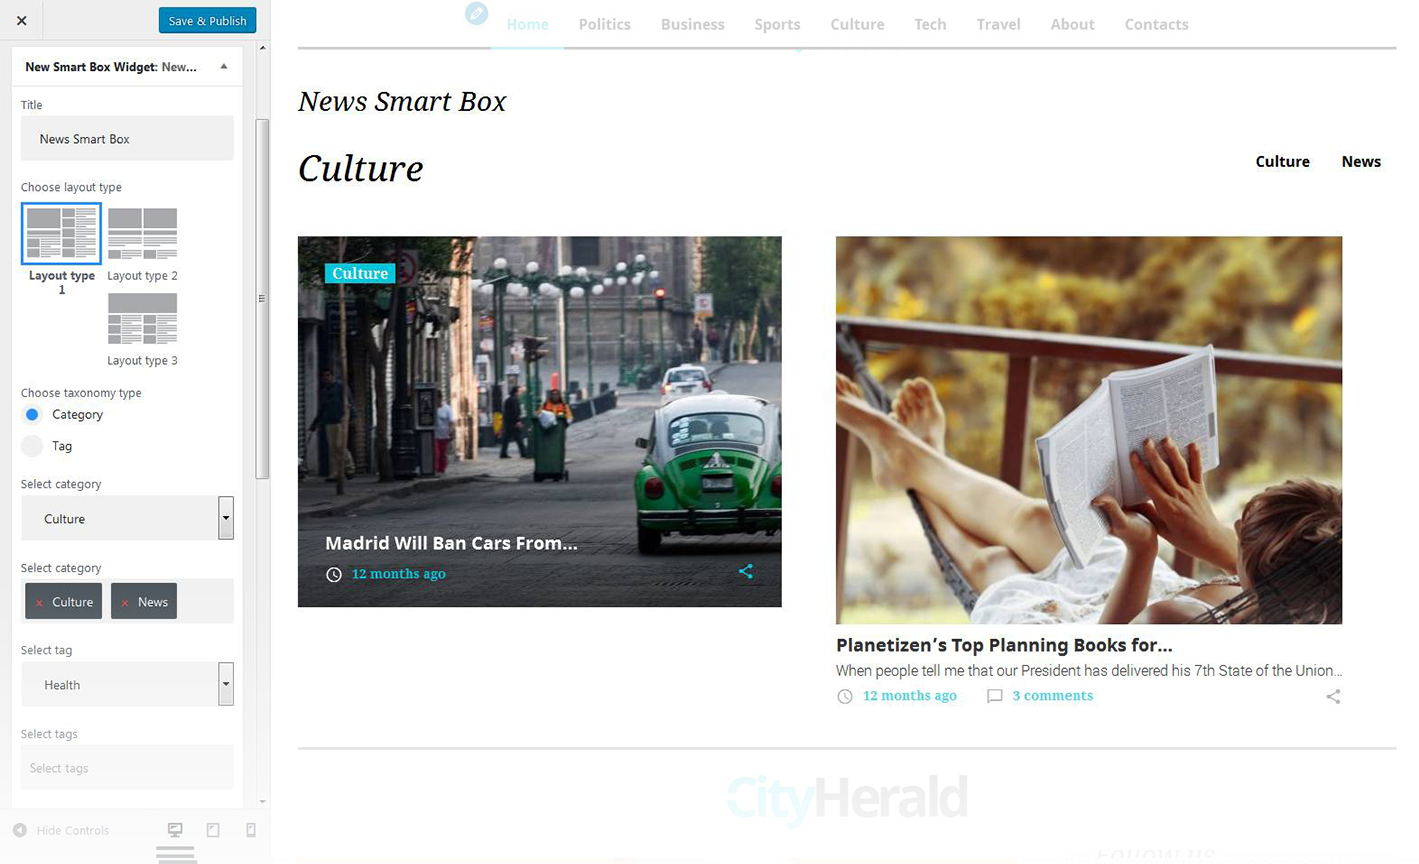 Save & Publish
New Smart Box Widget: New...
Title
News Smart Box
Choose layout type
Layout type 1
Layout type 2
Layout type 3
Choose taxonomy type
Category
Tag
Select category
Culture
Select category
× Culture × News
Select tag
Health
Select tags
Select tags
Hide Controls
Home Politics Business Sports Culture Tech Travel About Contacts
News Smart Box
Culture
Culture News
Culture
Madrid Will Ban Cars From...
12 months ago
Planetizen’s Top Planning Books for...
When people tell me that our President has delivered his 7th State of the Union...
12 months ago 3 comments
CityHerald
FOLLOW US